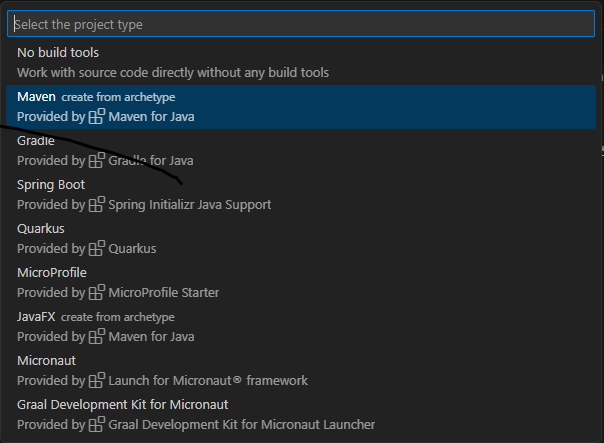 Select the project type
No build tools
Work with source code directly without any build tools
Maven create from archetype
Provided by Maven for Java
Gradle
Provided by Gradle for Java
Spring Boot
Provided by Spring Initializr Java Support
Quarkus
Provided by Quarkus
MicroProfile
Provided by MicroProfile Starter
JavaFX create from archetype
Provided by Maven for Java
Micronaut
Provided by Launch for Micronaut® framework
Graal Development Kit for Micronaut
Provided by Graal Development Kit for Micronaut Launcher